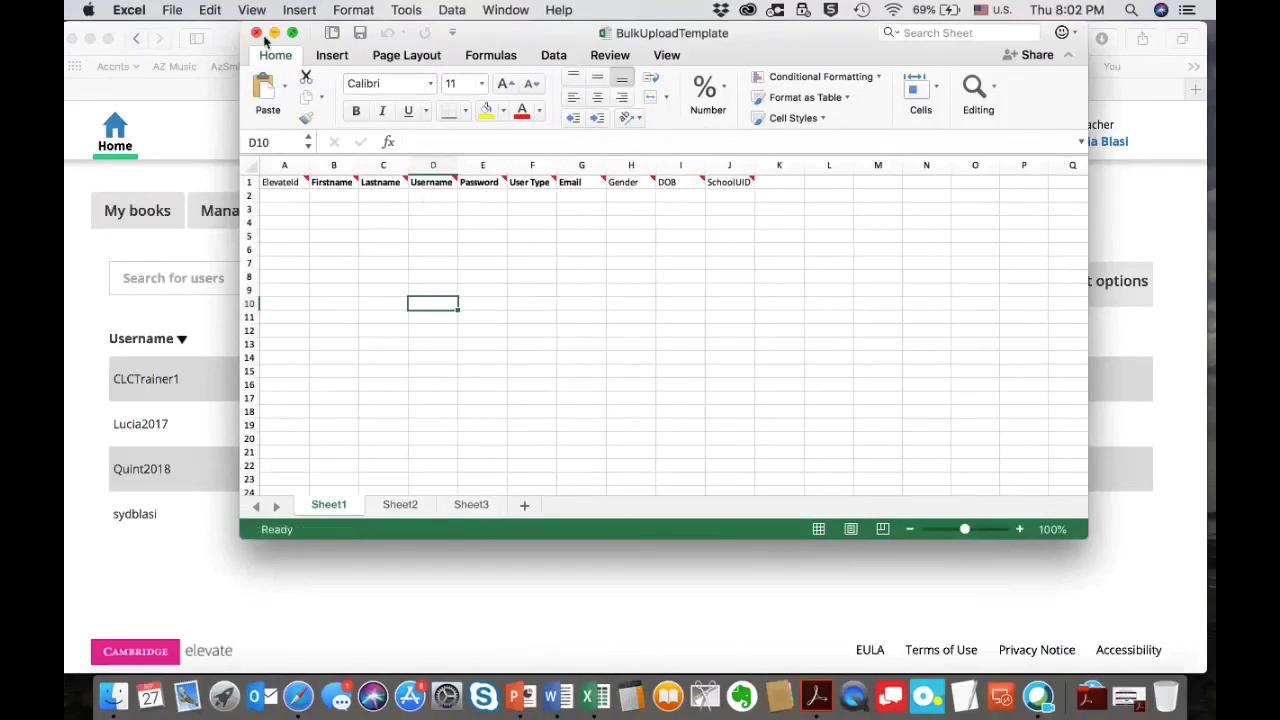 Excel File Edit View Insert Format Tools Data Window Help 69% U.S. Thu 8:02 PM
BulkUploadTemplate Search Sheet
Home Insert Page Layout Formulas Data Review View Share
Accnts AZ Music You
Paste Calibri 11 A A Number Conditional Formatting Format as Table Cell Styles Cells Editing
B I U A
D10 fx
A B C D E F G H I J K L M N O P Q
1 ElevateId Firstname Lastname Username Password User Type Email Gender DOB SchoolUID
2
3
4
5
6
7
8
9
10
11
12
13
14
15
16
17
18
19
20
21
22
23
24
Sheet1 Sheet2 Sheet3 +
Ready 100%
Home
My books
Search for users
t options
Username
CLCTrainer1
Lucia2017
Quint2018
sydblasi
CAMBRIDGE elevate
EULA Terms of Use Privacy Notice Accessibility
27